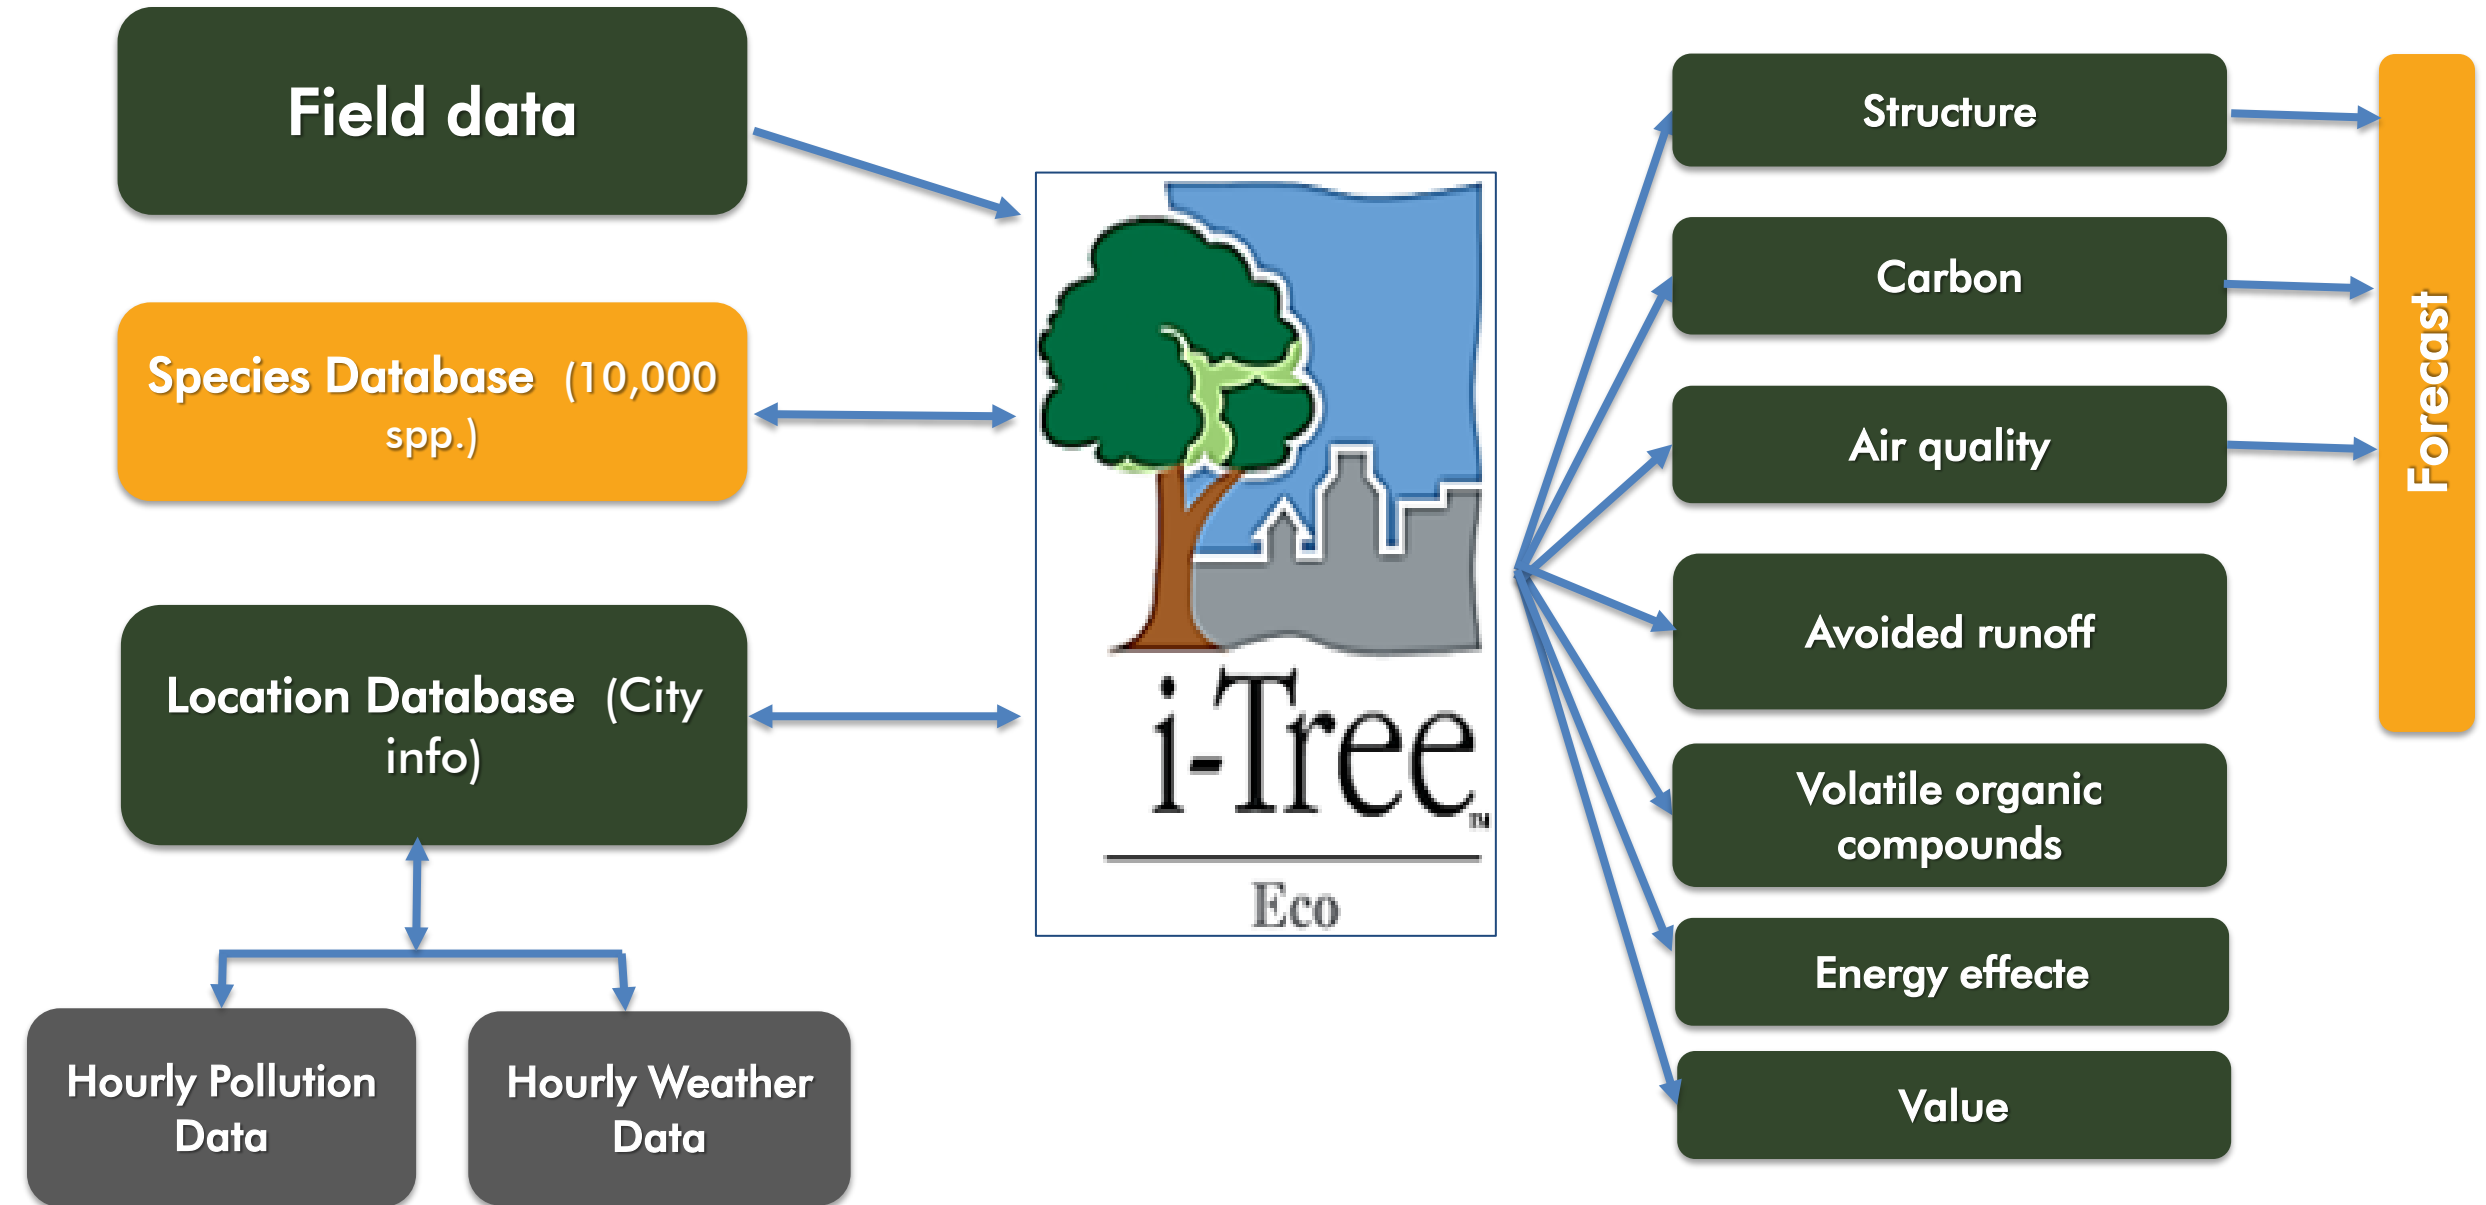 Field data
Species Database (10,000
spp.)
Location Database (City
info)
Hourly Pollution
Data
Hourly Weather
Data
i-Tree
TM
Eco
Structure
Carbon
Air quality
Avoided runoff
Volatile organic
compounds
Energy effecte
Value
Forecast